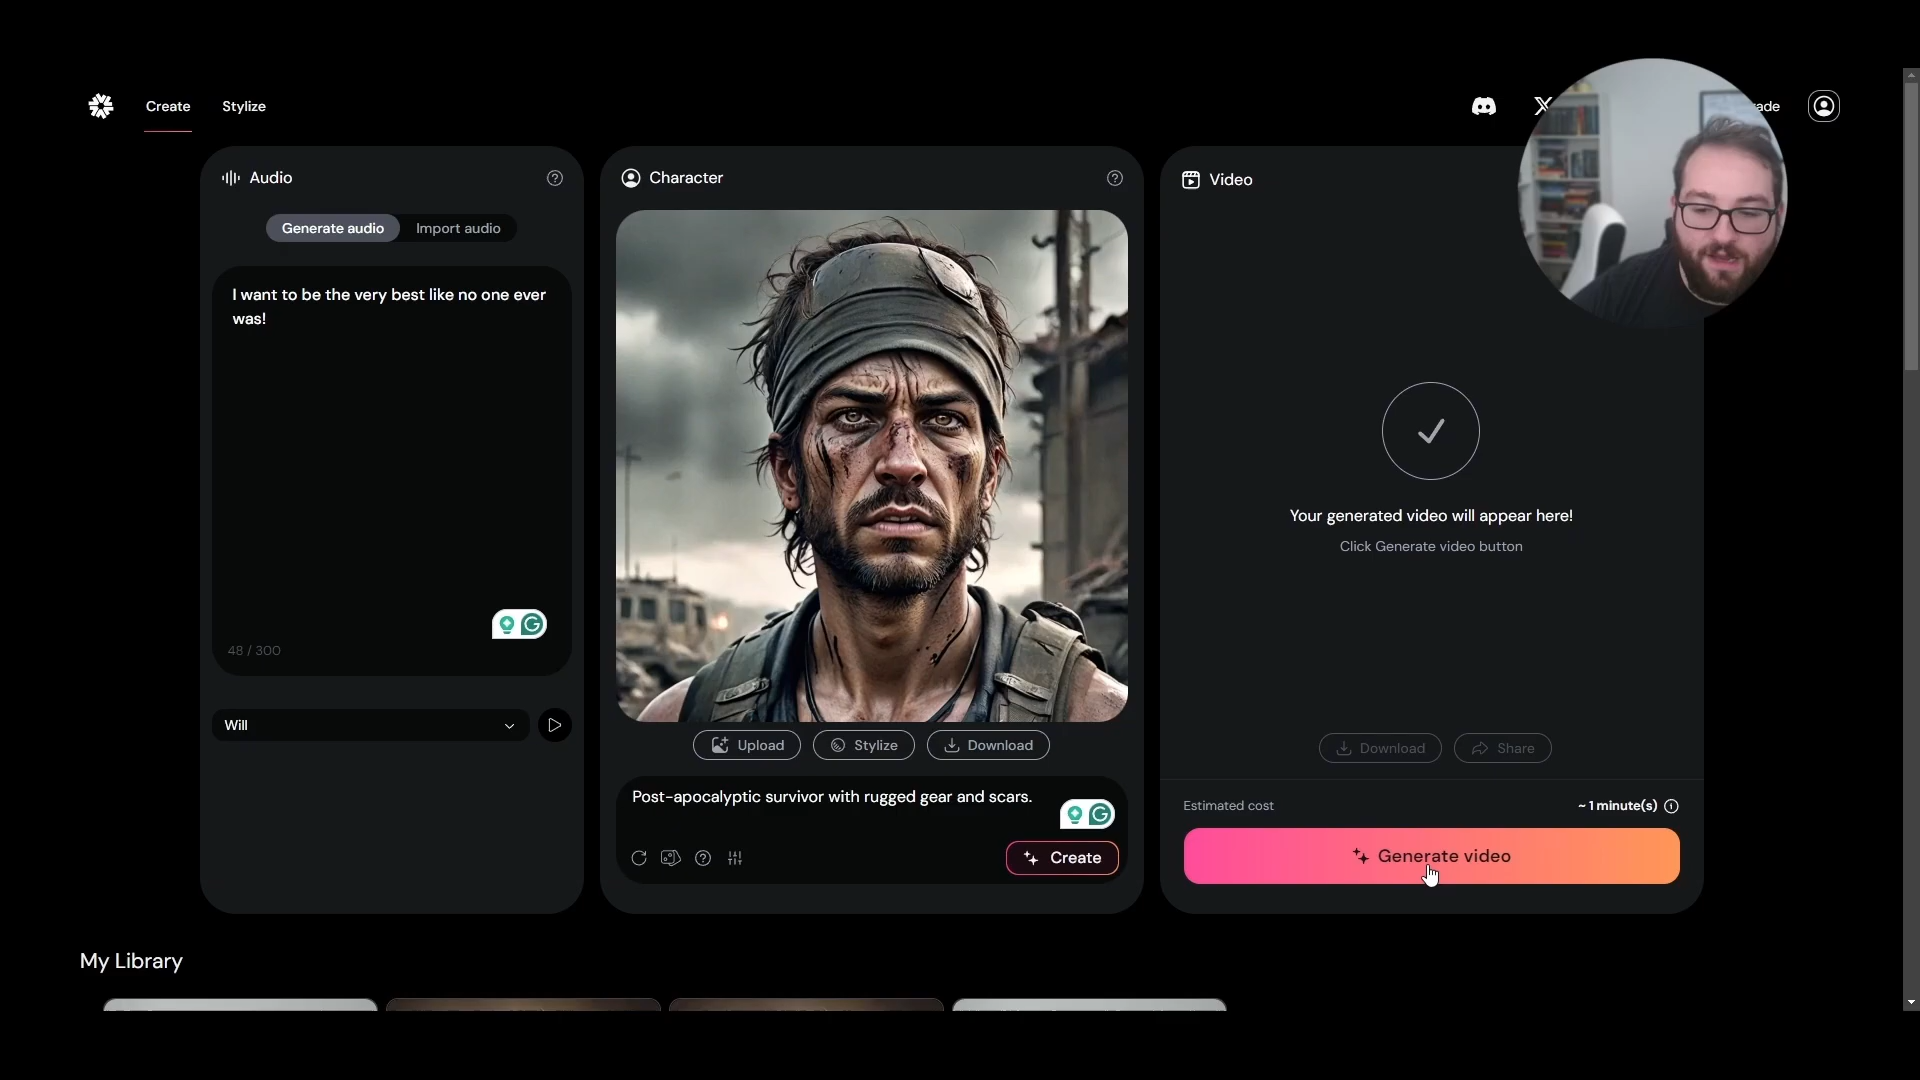 Create
Stylize
ade
Audio
Generate audio
Import audio
I want to be the very best like no one ever
was!
48 / 300
Will
Character
Upload
Stylize
Download
Post-apocalyptic survivor with rugged gear and scars.
Create
Video
Your generated video will appear here!
Click Generate video button
Download
Share
Estimated cost
~ 1 minute(s)
Generate video
My Library